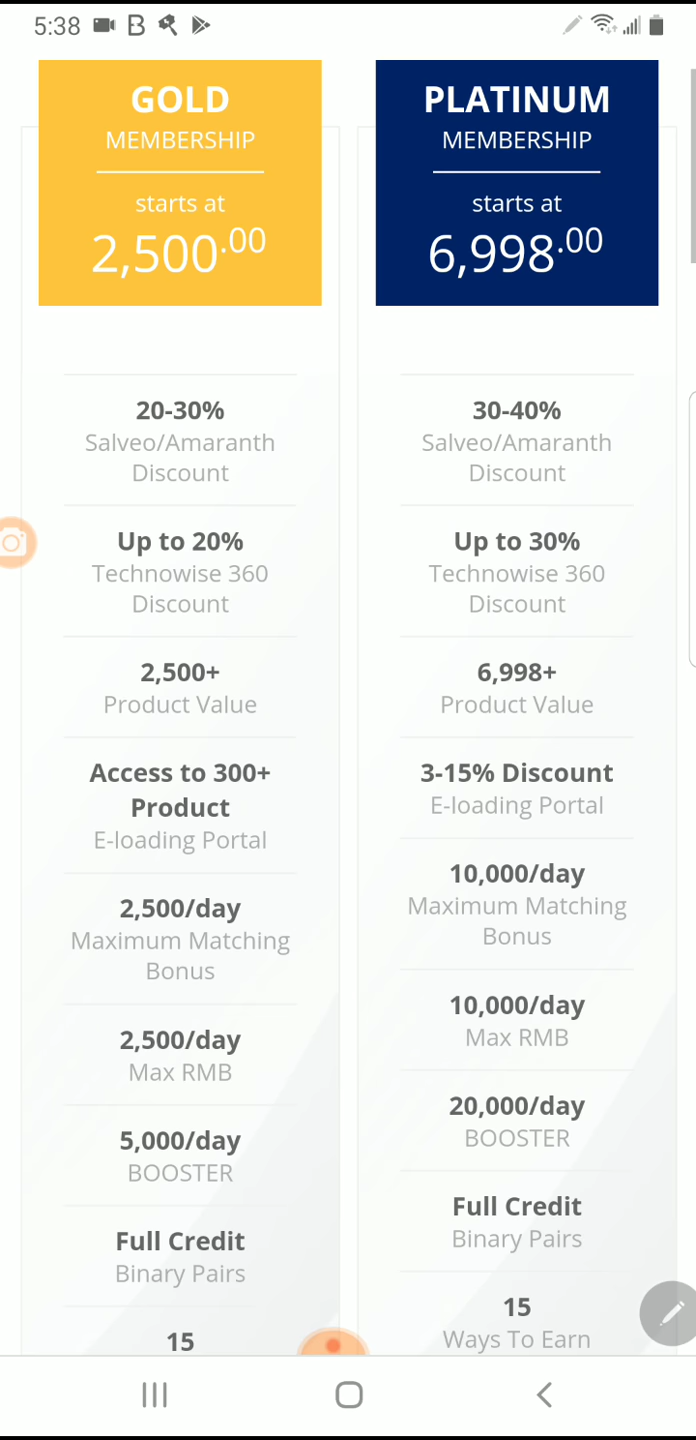 5:38
GOLD
MEMBERSHIP
starts at
2,500.00
20-30%
Salveo/Amaranth
Discount
Up to 20%
Technowise 360
Discount
2,500+
Product Value
Access to 300+
Product
E-loading Portal
2,500/day
Maximum Matching
Bonus
2,500/day
Max RMB
5,000/day
BOOSTER
Full Credit
Binary Pairs
15
PLATINUM
MEMBERSHIP
starts at
6,998.00
30-40%
Salveo/Amaranth
Discount
Up to 30%
Technowise 360
Discount
6,998+
Product Value
3-15% Discount
E-loading Portal
10,000/day
Maximum Matching
Bonus
10,000/day
Max RMB
20,000/day
BOOSTER
Full Credit
Binary Pairs
15
Ways To Earn